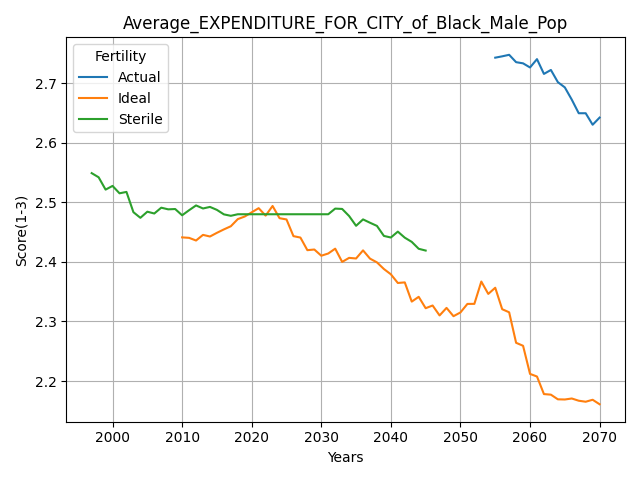 Average_EXPENDITURE_FOR_CITY_of_Black_Male_Pop
Fertility
Actual
Ideal
Sterile
Score(1-3)
2.7
2.6
2.5
2.4
2.3
2.2
2000 2010 2020 2030 2040 2050 2060 2070
Years